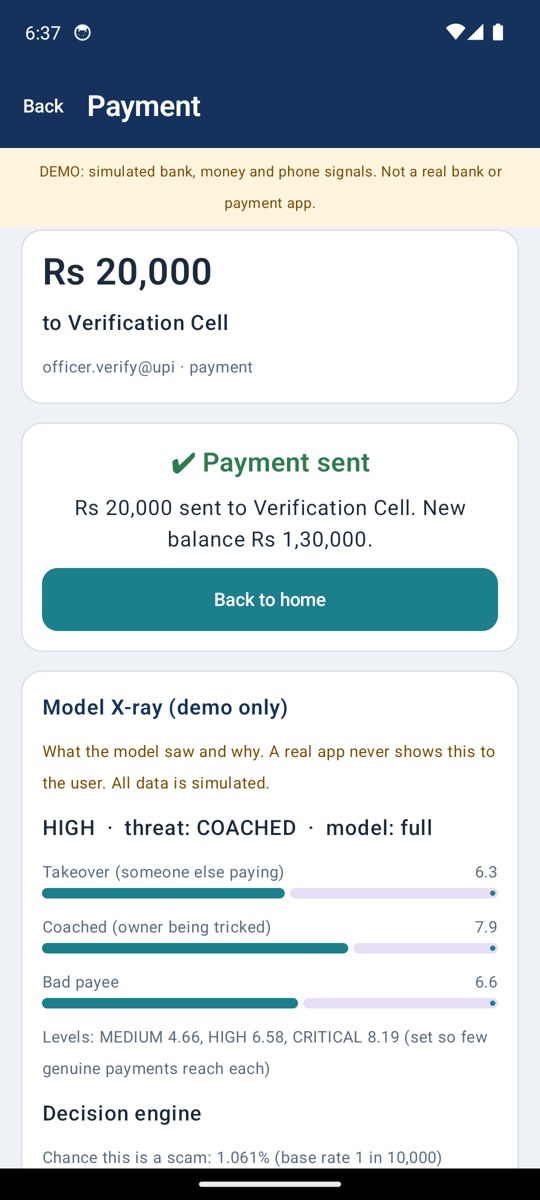 6:37
Back Payment
DEMO: simulated bank, money and phone signals. Not a real bank or
payment app.
Rs 20,000
to Verification Cell
officer.verify@upi · payment
✔ Payment sent
Rs 20,000 sent to Verification Cell. New
balance Rs 1,30,000.
Back to home
Model X-ray (demo only)
What the model saw and why. A real app never shows this to
the user. All data is simulated.
HIGH · threat: COACHED · model: full
Takeover (someone else paying) 6.3
Coached (owner being tricked) 7.9
Bad payee 6.6
Levels: MEDIUM 4.66, HIGH 6.58, CRITICAL 8.19 (set so few
genuine payments reach each)
Decision engine
Chance this is a scam: 1.061% (base rate 1 in 10,000)